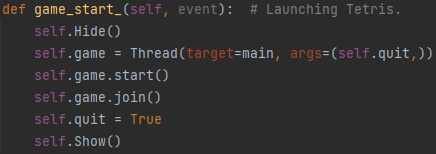 def game_start_(self, event):  # Launching Tetris.
    self.Hide()
    self.game = Thread(target=main, args=(self.quit,))
    self.game.start()
    self.game.join()
    self.quit = True
    self.Show()